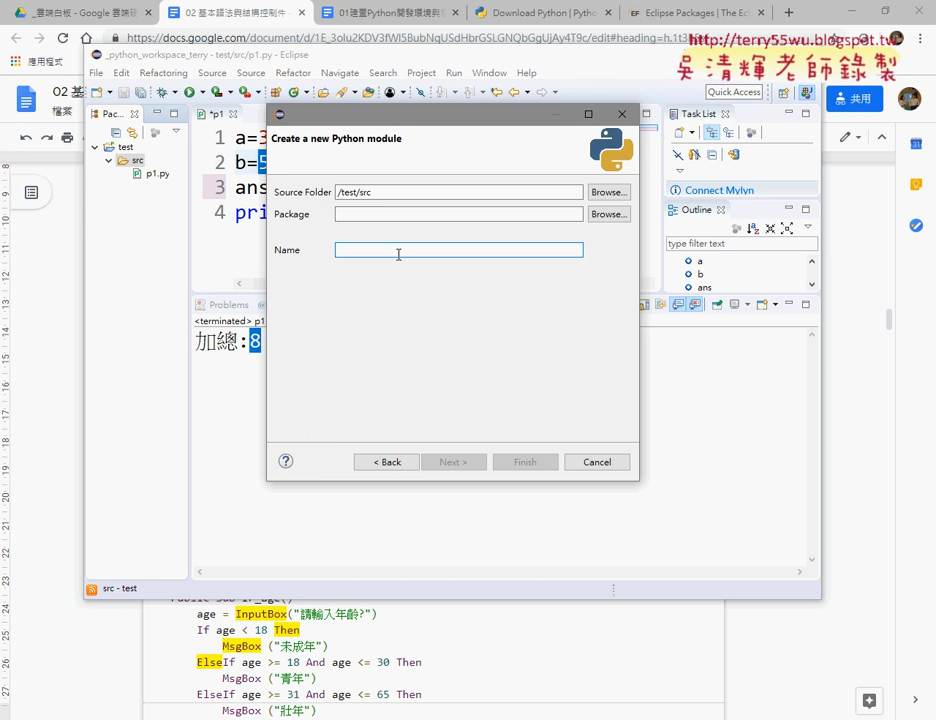 _雲端白板 - Google 雲端硬
02 基本語法與結構控制作 -
01建置Python開發環境與
Download Python | Pytho
Eclipse Packages | The Ecl
https://docs.google.com/document/d/1E_3oIu2KDV3fWI5BubNqUSdHbrGSLGNQbGgUjAy4T9c/edit#heading=h.1t3
http://terry55wu.blogspot.tw
吳清輝老師錄製
應用程式
_python_workspace_terry - test/src/p1.py - Eclipse
File Edit Refactoring Source Source Refactor Navigate Search Project Run Window Help
02 基
檔案
共用
Quick Access
Pac
*p1
Task List
test
src
p1.py
1 a=3
2 b=5
3 ans
4 pri
Create a new Python module
Source Folder /test/src Browse...
Package Browse...
Name
? < Back Next > Finish Cancel
Connect Mylyn
Outline
type filter text
a
b
ans
Problems
<terminated> p1
加總:8
src - test
age = InputBox("請輸入年齡?")
If age < 18 Then
MsgBox ("未成年")
ElseIf age >= 18 And age <= 30 Then
MsgBox ("青年")
ElseIf age >= 31 And age <= 65 Then
MsgBox ("壯年")